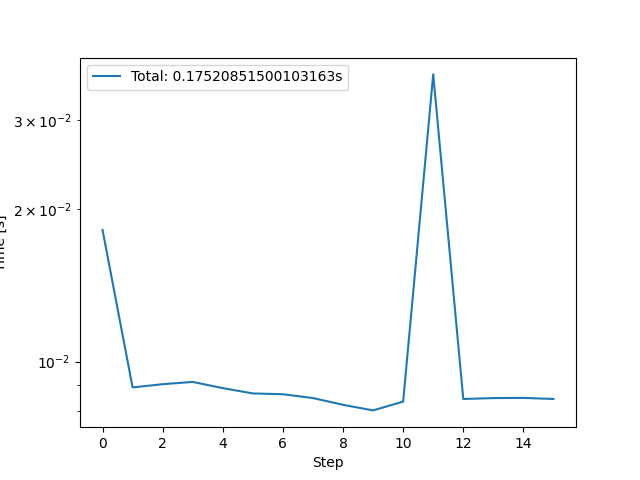 Total: 0.17520851500103163s
3 × 10⁻²
2 × 10⁻²
10⁻²
0 2 4 6 8 10 12 14
Step